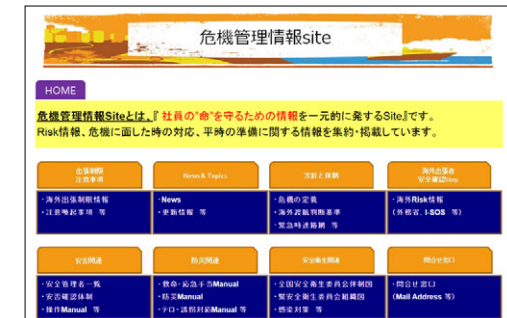 危機管理情報site
HOME
危機管理情報Siteとは、『社員の“命”を守るための情報を一元的に発するSite』です。
Risk情報、危機に面した時の対応、平時の準備に関する情報を集約・掲載しています。
出張制限
注意事項
News & Topics
方針と体制
海外出張者
安全確認Step
・海外出張制限情報
・注意喚起事項 等
・News
・更新情報 等
・危機の定義
・海外渡航判断基準
・緊急時連絡網 等
・海外Risk情報
(外務省、I-SOS 等)
安否関連
防災関連
安全衛生関連
問合せ窓口
・安全管理者一覧
・安否確認体制
・操作Manual 等
・救命・応急手当Manual
・防災Manual
・テロ・誘拐対応Manual 等
・全国安全衛生委員会体制図
・緊安全衛生委員会組織図
・感染対策 等
・問合せ窓口
(Mail Address 等)